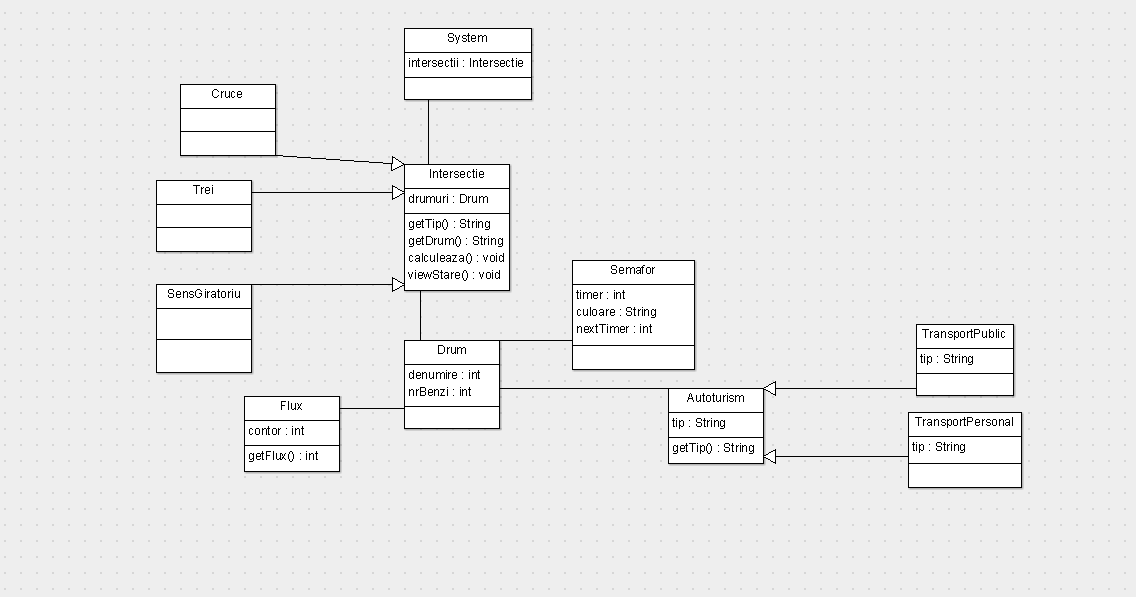 System
intersectii : Intersectie
Cruce
Trei
SensGiratoriu
Intersectie
drumuri : Drum
getTip() : String
getDrum() : String
calculeaza() : void
viewStare() : void
Semafor
timer : int
culoare : String
nextTimer : int
Drum
denumire : int
nrBenzi : int
Flux
contor : int
getFlux() : int
Autoturism
tip : String
getTip() : String
TransportPublic
tip : String
TransportPersonal
tip : String